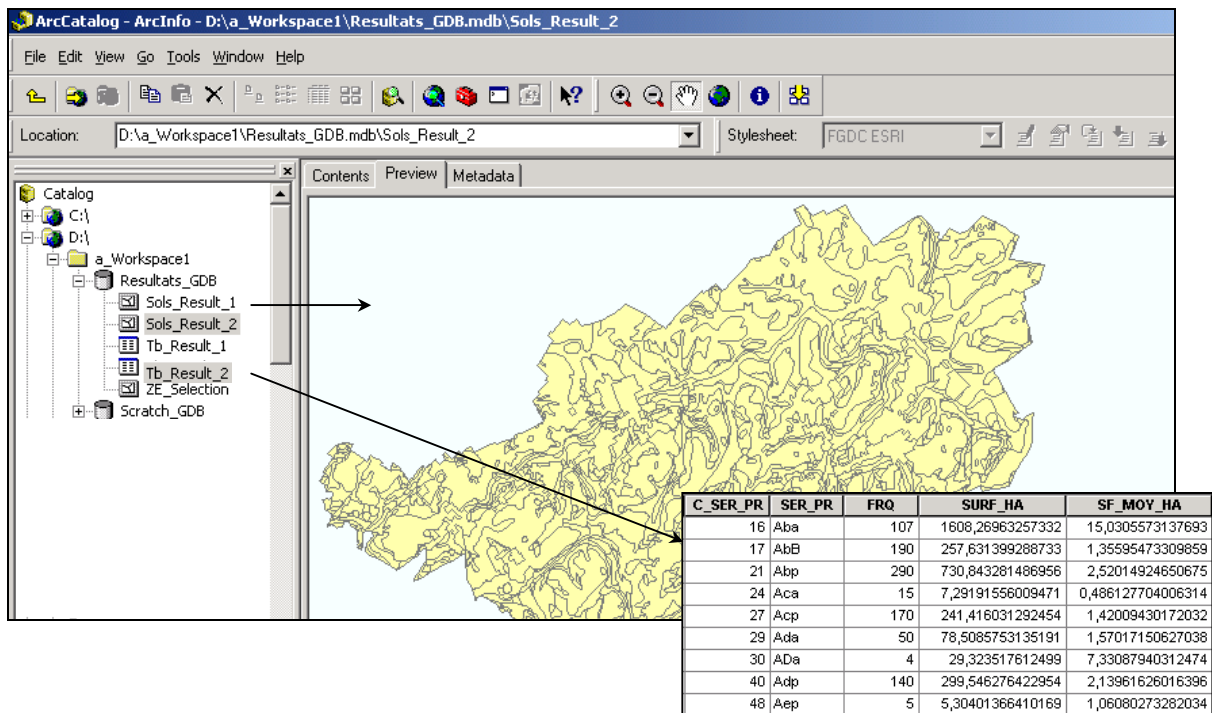 ArcCatalog - ArcInfo - D:\a_Workspace1\Resultats_GDB.mdb\Sols_Result_2
File Edit View Go Tools Window Help
Location: D:\a_Workspace1\Resultats_GDB.mdb\Sols_Result_2 Stylesheet: FGDC ESRI
Contents Preview Metadata
Catalog
C:\
D:\
a_Workspace1
Resultats_GDB
Sols_Result_1
Sols_Result_2
Tb_Result_1
Tb_Result_2
ZE_Selection
Scratch_GDB
C_SER_PR SER_PR FRQ SURF_HA SF_MOY_HA
16 Aba 107 1608,26963257332 15,0305573137693
17 AbB 190 257,631399288733 1,35595473309859
21 Abp 290 730,843281486956 2,52014924650675
24 Aca 15 7,29191556009471 0,486127704006314
27 Acp 170 241,416031292454 1,42009430172032
29 Ada 50 78,5085753135191 1,57017150627038
30 ADa 4 29,323517612499 7,33087940312474
40 Adp 140 299,546276422954 2,13961626016396
48 Aep 5 5,30401366410169 1,06080273282034